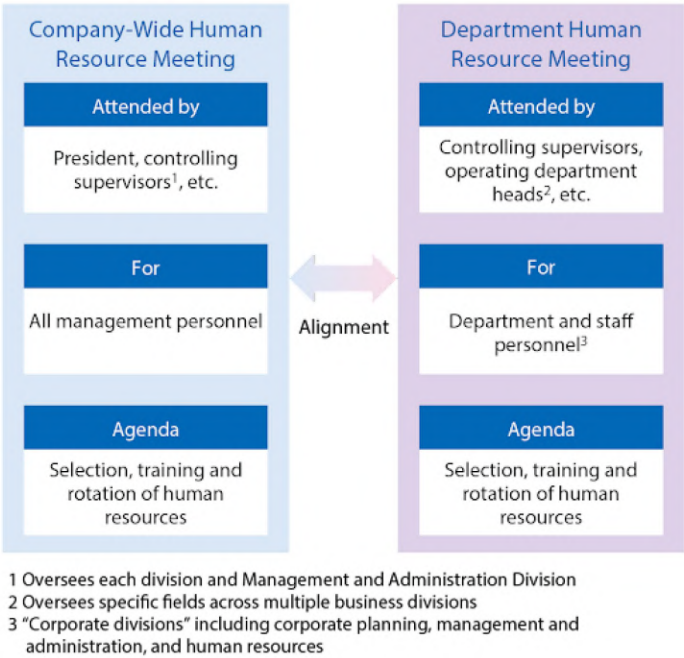 Company-Wide Human
Resource Meeting
Attended by
President, controlling
supervisors¹, etc.
For
All management personnel
Agenda
Selection, training and
rotation of human
resources
Alignment
Department Human
Resource Meeting
Attended by
Controlling supervisors,
operating department
heads², etc.
For
Department and staff
personnel³
Agenda
Selection, training and
rotation of human
resources
1 Oversees each division and Management and Administration Division
2 Oversees specific fields across multiple business divisions
3 “Corporate divisions” including corporate planning, management and
administration, and human resources